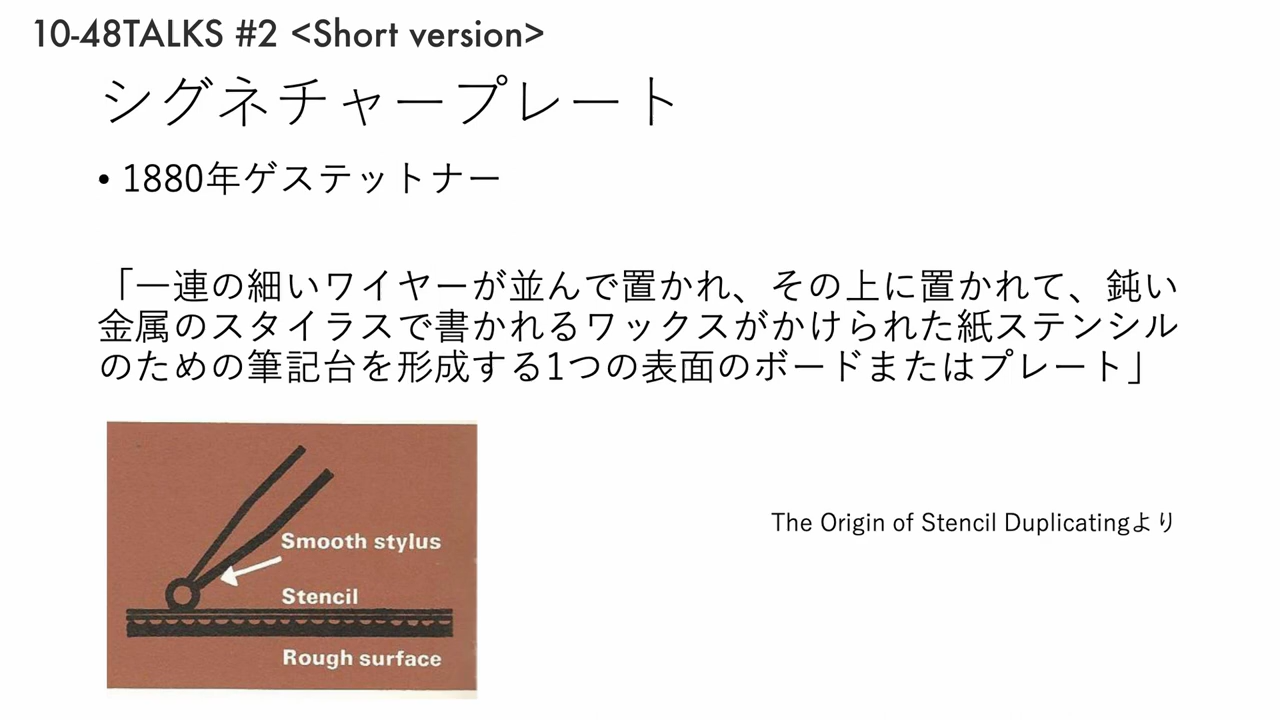 10-48TALKS #2 <Short version>
シグネチャープレート
• 1880年ゲステットナー
「一連の細いワイヤーが並んで置かれ、その上に置かれて、鈍い
金属のスタイラスで書かれるワックスがかけられた紙ステンシル
のための筆記台を形成する1つの表面のボードまたはプレート」
The Origin of Stencil Duplicatingより
Smooth stylus
Stencil
Rough surface